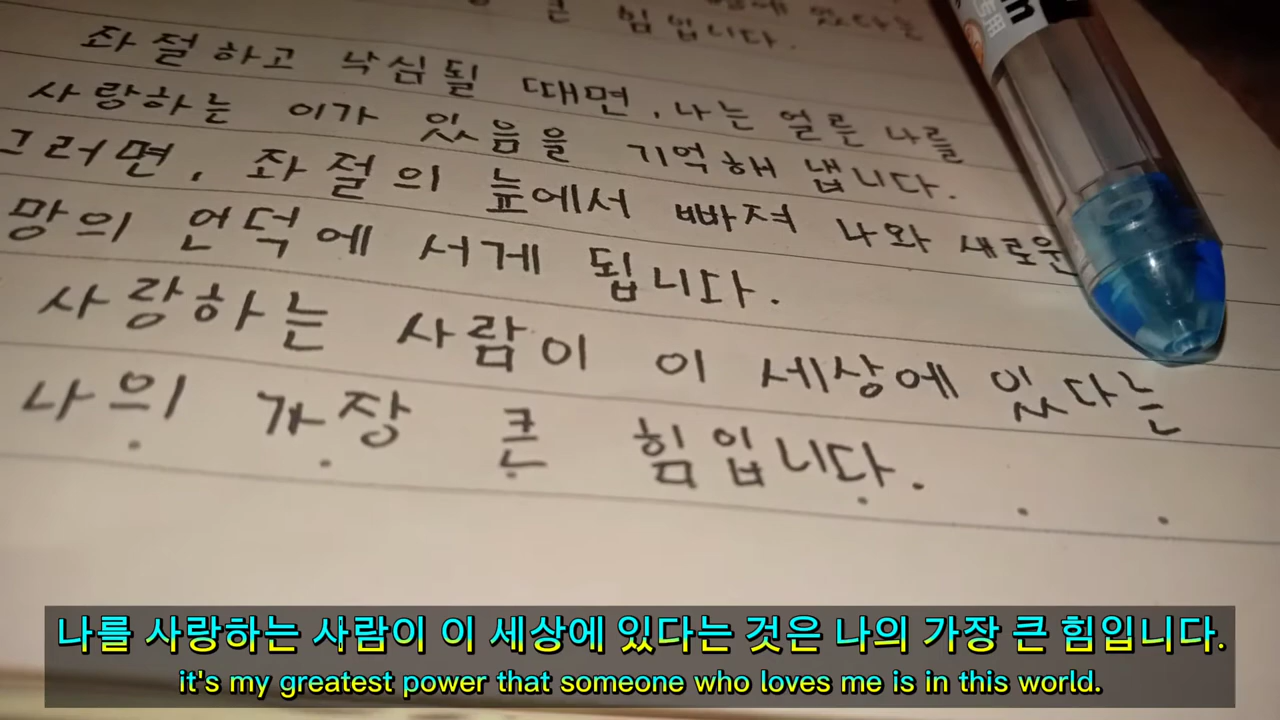 힘입니다.
있다는
좌절하고 낙심될 때면, 나는 얼른 나를
사랑하는 이가 있음을 기억해 냅니다.
그러면, 좌절의 늪에서 빠져 나와 새로운
망의 언덕에 서게 됩니다.
사랑하는 사람이 이 세상에 있다는
나의 가장 큰 힘입니다.
나를 사랑하는 사람이 이 세상에 있다는 것은 나의 가장 큰 힘입니다.
it's my greatest power that someone who loves me is in this world.